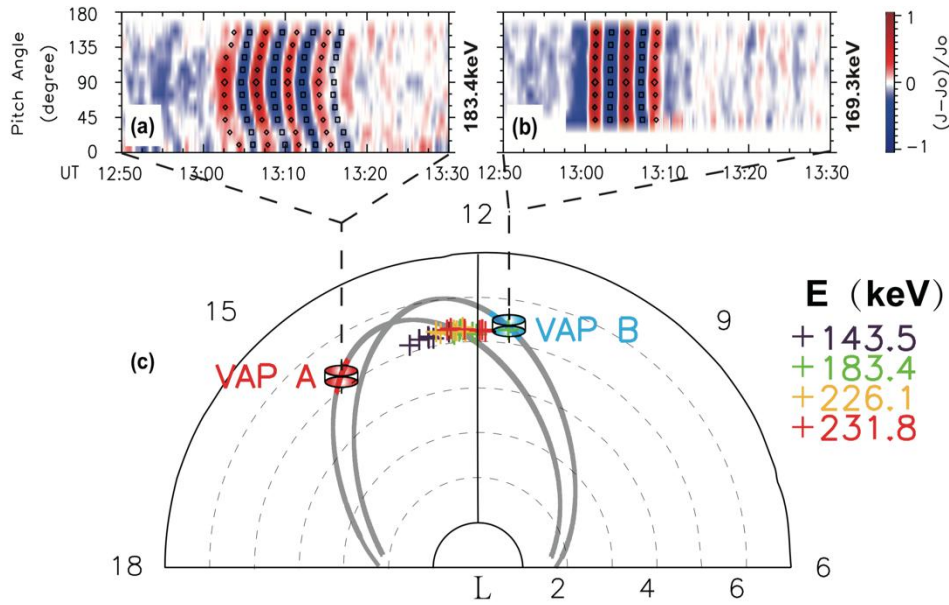 Pitch Angle
(degree)
135
90
45
0
(a)
183.4keV
(b)
169.3keV
1
0
-1
(J-Jo)/Jo
UT 12:50 13:00 13:10 13:20 13:30
12:50 13:00 13:10 13:20 13:30
12
15
9
(c)
VAP A
VAP B
E (keV)
+143.5
+183.4
+226.1
+231.8
18
L 2 4 6
6